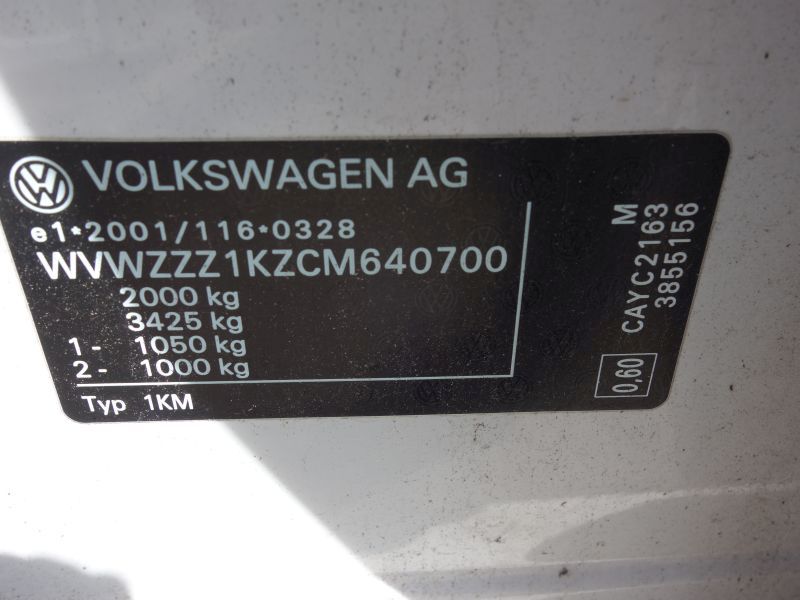 VOLKSWAGEN AG
e1*2001/116*0328
WVWZZZ1KZCM640700
2000 kg
3425 kg
1- 1050 kg
2- 1000 kg
Typ 1KM
0,60
CAYC2163
M
3855156